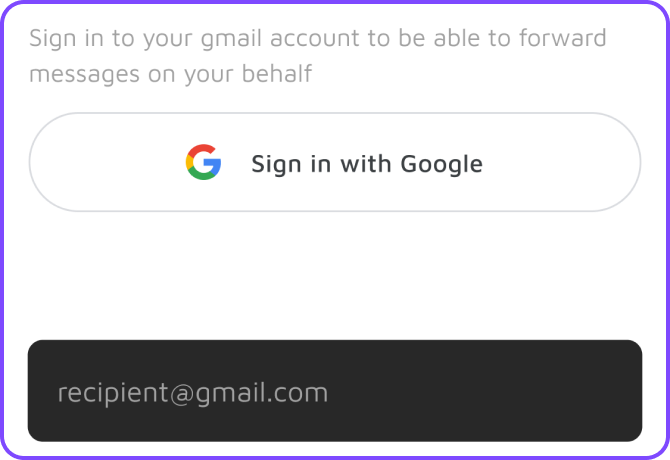 Sign in to your gmail account to be able to forward
messages on your behalf
Sign in with Google
recipient@gmail.com